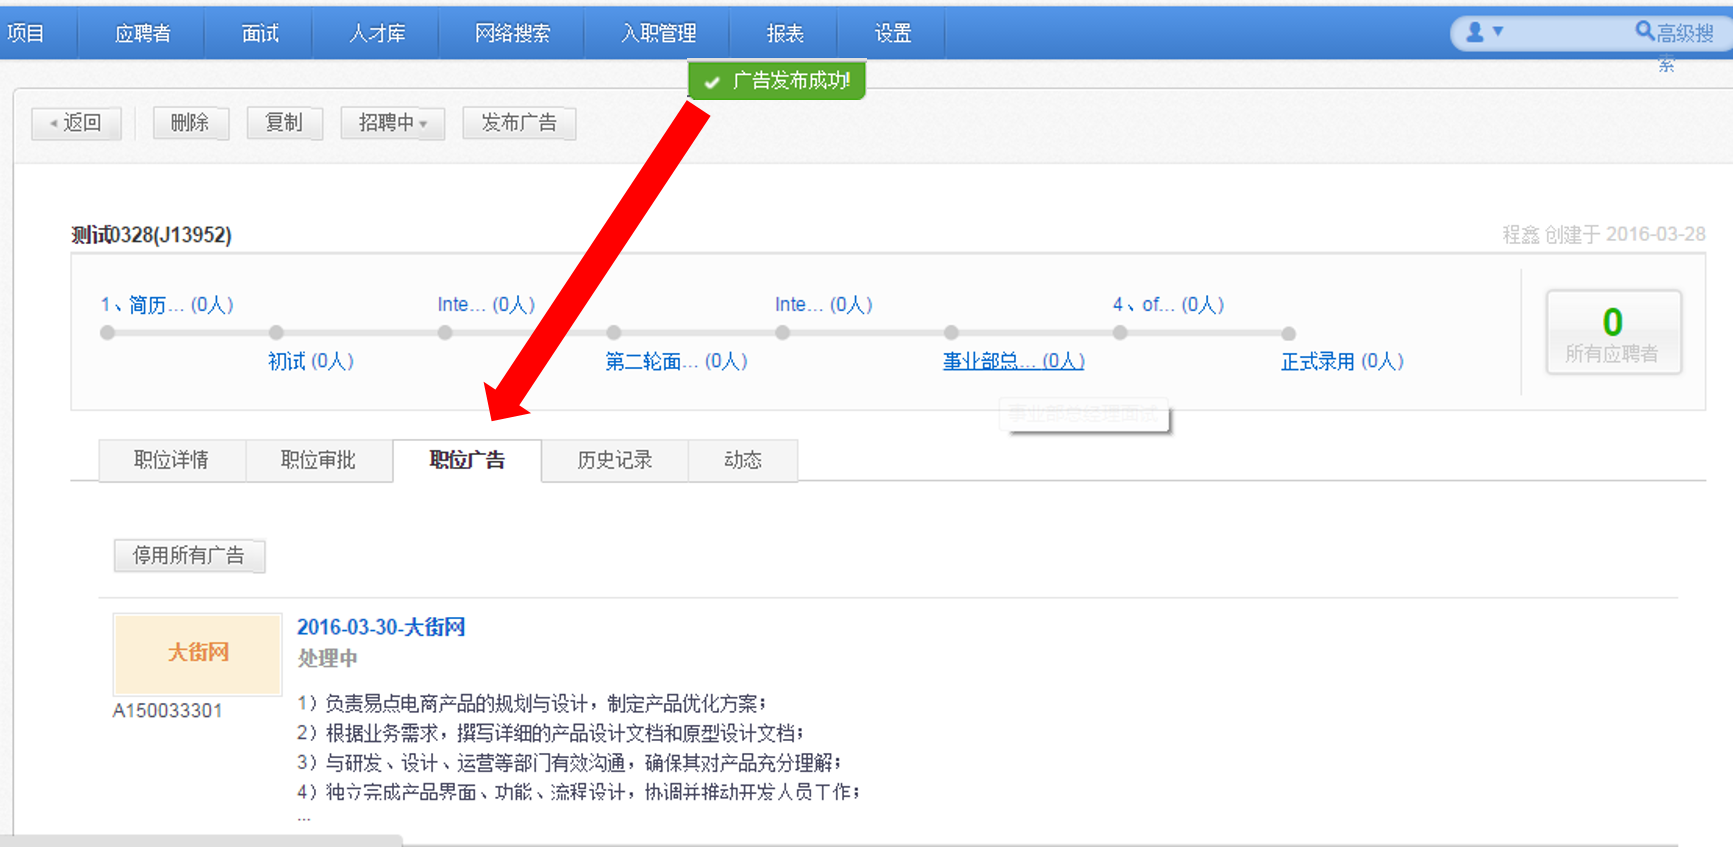 项目 应聘者 面试 人才库 网络搜索 入职管理 报表 设置 高级搜
索
广告发布成功!
返回 删除 复制 招聘中 发布广告
测试0328(J13952) 程鑫 创建于 2016-03-28
1、简历... (0人) Inte... (0人) Inte... (0人) 4、of... (0人)
初试 (0人) 第二轮面... (0人) 事业部总... (0人) 正式录用 (0人)
0
所有应聘者
事业部总经理面试
职位详情 职位审批 职位广告 历史记录 动态
停用所有广告
大街网
A150033301
2016-03-30-大街网
处理中
1）负责易点电商产品的规划与设计，制定产品优化方案；
2）根据业务需求，撰写详细的产品设计文档和原型设计文档；
3）与研发、设计、运营等部门有效沟通，确保其对产品充分理解；
4）独立完成产品界面、功能、流程设计，协调并推动开发人员工作；
...